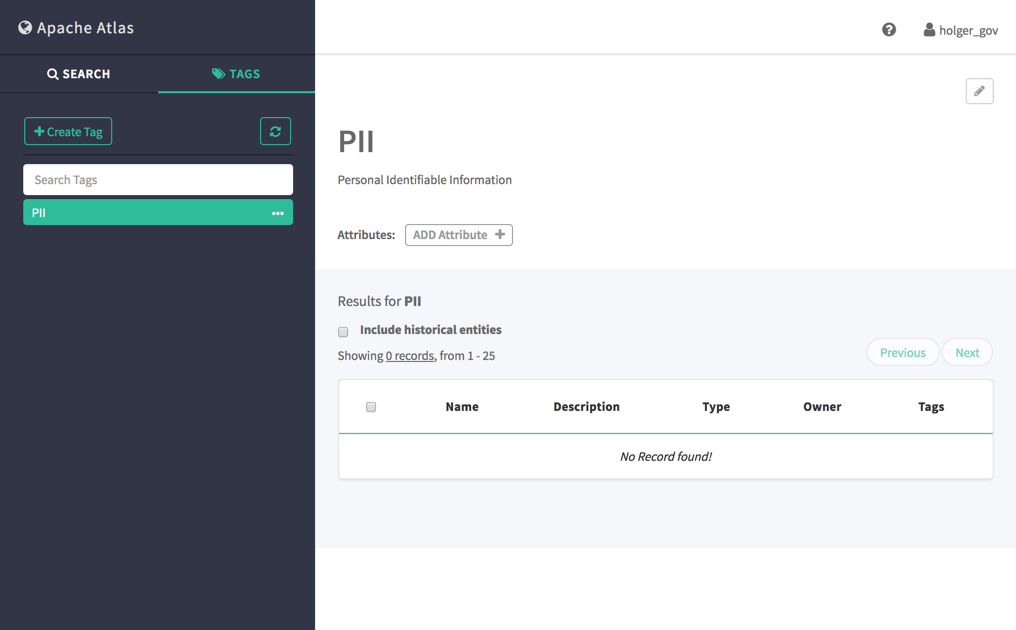 Apache Atlas
holger_gov
SEARCH
TAGS
Create Tag
Search Tags
PII
PII
Personal Identifiable Information
Attributes: ADD Attribute
Results for PII
Include historical entities
Showing 0 records, from 1 - 25
Previous Next
Name Description Type Owner Tags
No Record found!